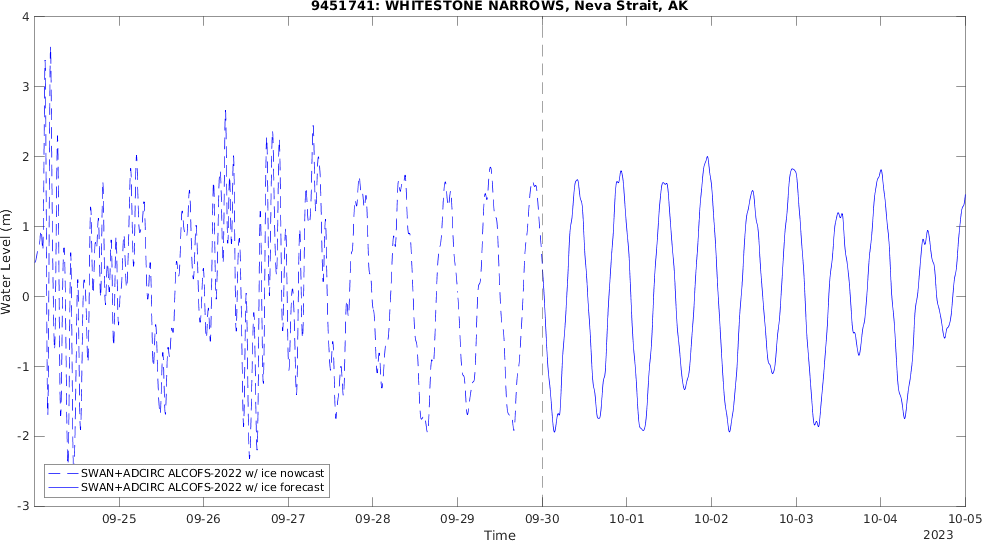 9451741: WHITESTONE NARROWS, Neva Strait, AK
Water Level (m)
4
3
2
1
0
-1
-2
-3
SWAN+ADCIRC ALCOFS-2022 w/ ice nowcast
SWAN+ADCIRC ALCOFS-2022 w/ ice forecast
09-25 09-26 09-27 09-28 09-29 09-30 10-01 10-02 10-03 10-04 10-05
Time
2023